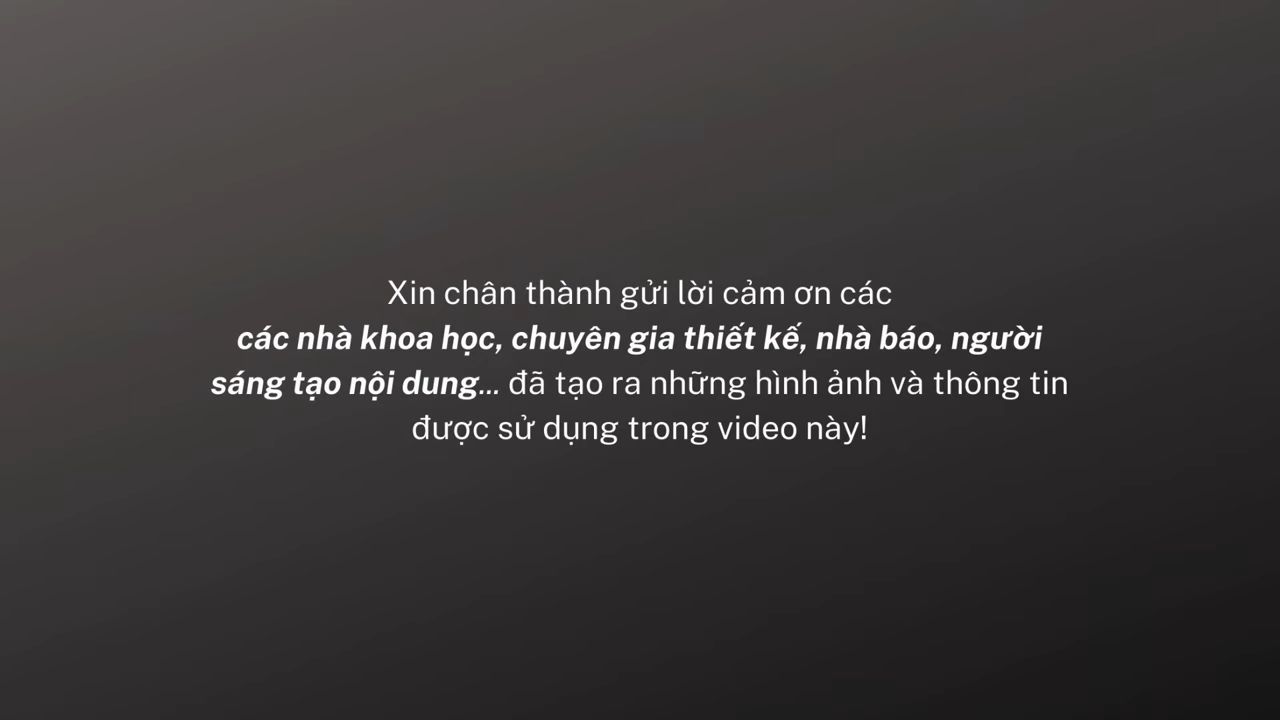 Xin chân thành gửi lời cảm ơn các
các nhà khoa học, chuyên gia thiết kế, nhà báo, người
sáng tạo nội dung... đã tạo ra những hình ảnh và thông tin
được sử dụng trong video này!